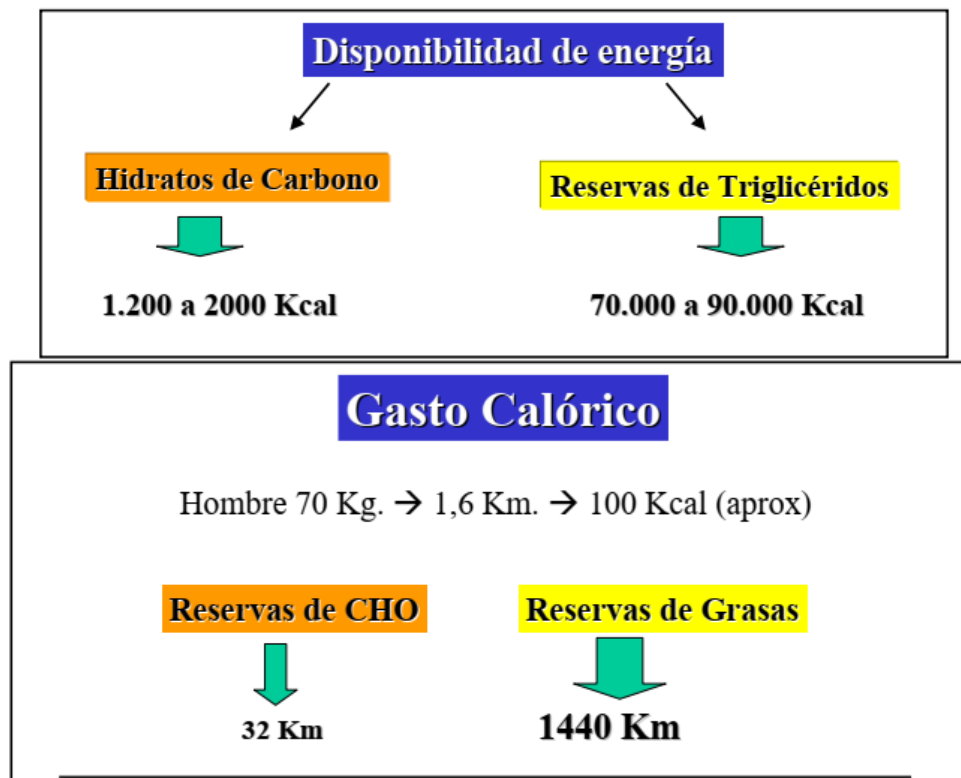 Disponibilidad de energía
Hidratos de Carbono
Reservas de Triglicéridos
1.200 a 2000 Kcal
70.000 a 90.000 Kcal
Gasto Calórico
Hombre 70 Kg. → 1,6 Km. → 100 Kcal (aprox)
Reservas de CHO
Reservas de Grasas
32 Km
1440 Km